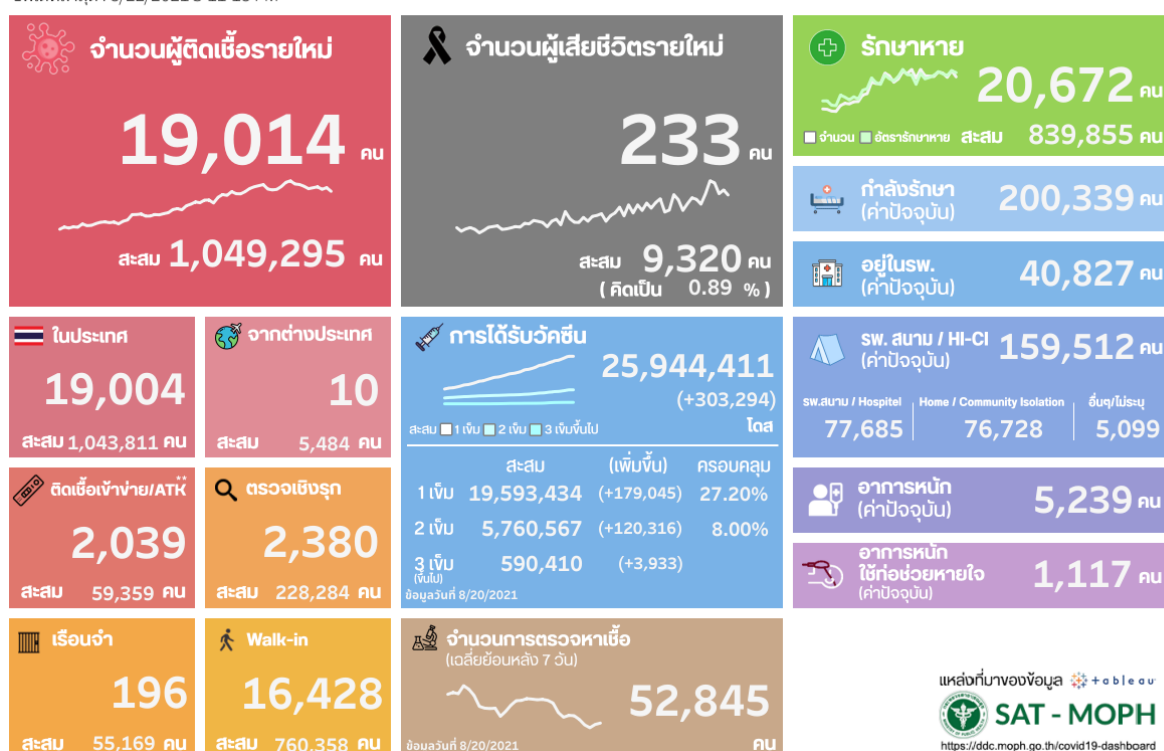 จำนวนผู้ติดเชื้อรายใหม่
19,014 คน
สะสม 1,049,295 คน
จำนวนผู้เสียชีวิตรายใหม่
233 คน
สะสม 9,320 คน
( คิดเป็น 0.89 % )
รักษาหาย
20,672 คน
จำนวน อัตรารักษาหาย สะสม 839,855 คน
กำลังรักษา
(ค่าปัจจุบัน)
200,339 คน
อยู่ในรพ.
(ค่าปัจจุบัน)
40,827 คน
ในประเทศ
19,004
สะสม 1,043,811 คน
จากต่างประเทศ
10
สะสม 5,484 คน
การได้รับวัคซีน
25,944,411
(+303,294)
สะสม 1 เข็ม 2 เข็ม 3 เข็มขึ้นไป โดส
สะสม (เพิ่มขึ้น) ครอบคลุม
1 เข็ม 19,593,434 (+179,045) 27.20%
2 เข็ม 5,760,567 (+120,316) 8.00%
3 เข็ม 590,410 (+3,933)
(ขึ้นไป)
ข้อมูลวันที่ 8/20/2021
รพ. สนาม / HI-CI
(ค่าปัจจุบัน)
159,512 คน
รพ.สนาม / Hospitel Home / Community Isolation อื่นๆ/ไม่ระบุ
77,685 76,728 5,099
ติดเชื้อเข้าข่าย/ATK**
2,039
สะสม 59,359 คน
ตรวจเชิงรุก
2,380
สะสม 228,284 คน
อาการหนัก
(ค่าปัจจุบัน)
5,239 คน
อาการหนัก
ใช้ท่อช่วยหายใจ
(ค่าปัจจุบัน)
1,117 คน
เรือนจำ
196
สะสม 55,169 คน
Walk-in
16,428
สะสม 760,358 คน
จำนวนการตรวจหาเชื้อ
(เฉลี่ยย้อนหลัง 7 วัน)
52,845
ข้อมูลวันที่ 8/20/2021 คน
แหล่งที่มาของข้อมูล +ableau
SAT - MOPH
https://ddc.moph.go.th/covid19-dashboard